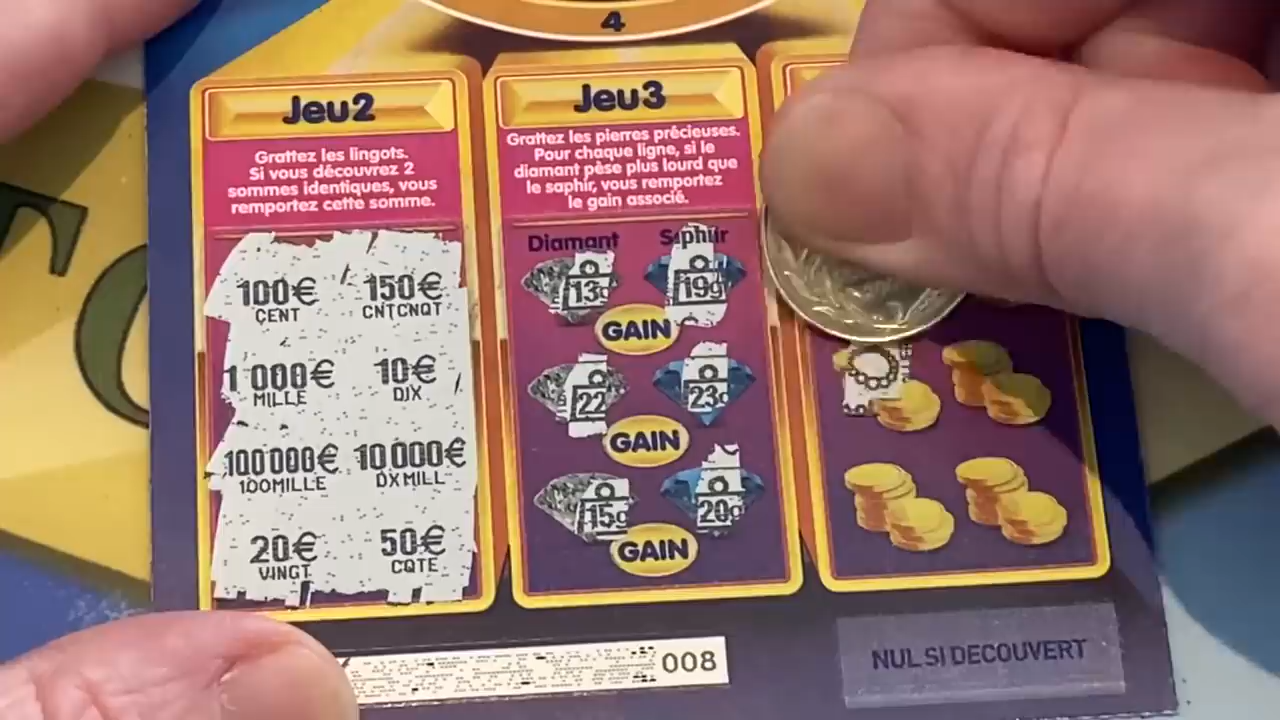 4
Jeu2
Grattez les lingots.
Si vous découvrez 2
sommes identiques, vous
remportez cette somme.
100€ 150€
CENT CNTCNQT
1 000€ 10€
MILLE DIX
100 000€ 10 000€
100MILLE DXMILL
20€ 50€
VINGT CQTE
Jeu3
Grattez les pierres précieuses.
Pour chaque ligne, si le
diamant pèse plus lourd que
le saphir, vous remportez
le gain associé.
Diamant Saphir
13g 19g
GAIN
22 23g
GAIN
15g 20g
GAIN
008
NUL SI DECOUVERT